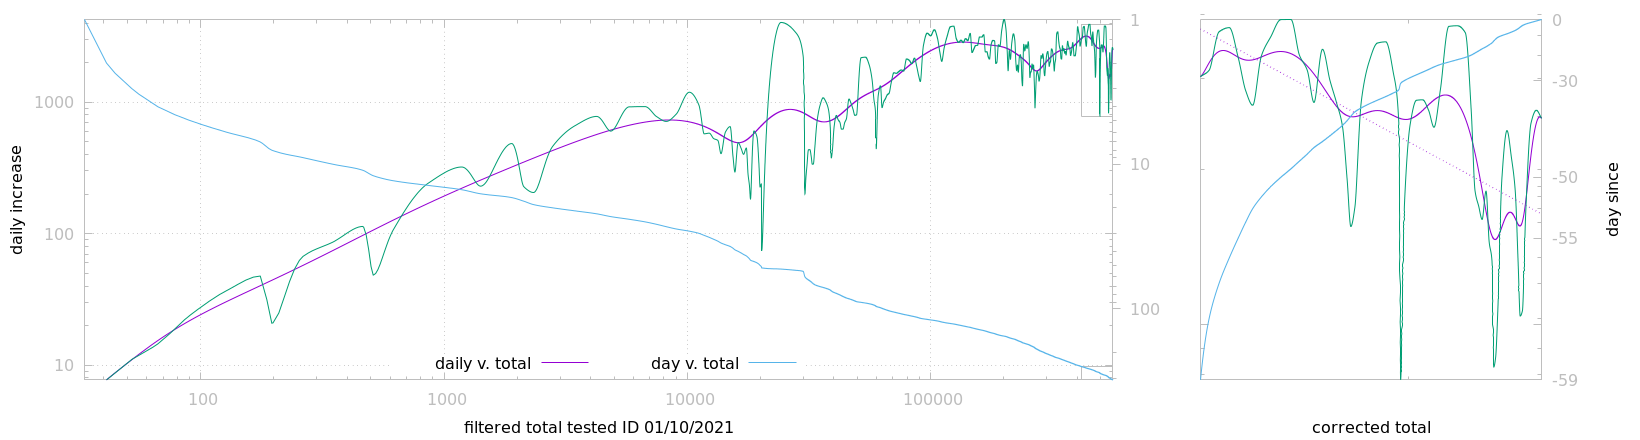 daily increase
1000
100
10
100
1000
10000
100000
filtered total tested ID 01/10/2021
daily v. total
day v. total
1
10
100
0
-30
-50
-55
-59
day since
corrected total